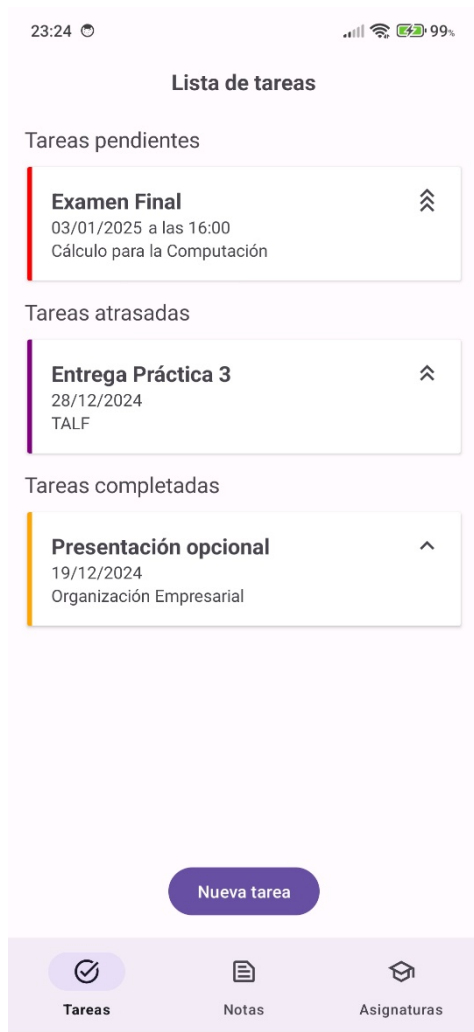 23:24 99%
Lista de tareas
Tareas pendientes
Examen Final
03/01/2025 a las 16:00
Cálculo para la Computación
Tareas atrasadas
Entrega Práctica 3
28/12/2024
TALF
Tareas completadas
Presentación opcional
19/12/2024
Organización Empresarial
Nueva tarea
Tareas Notas Asignaturas